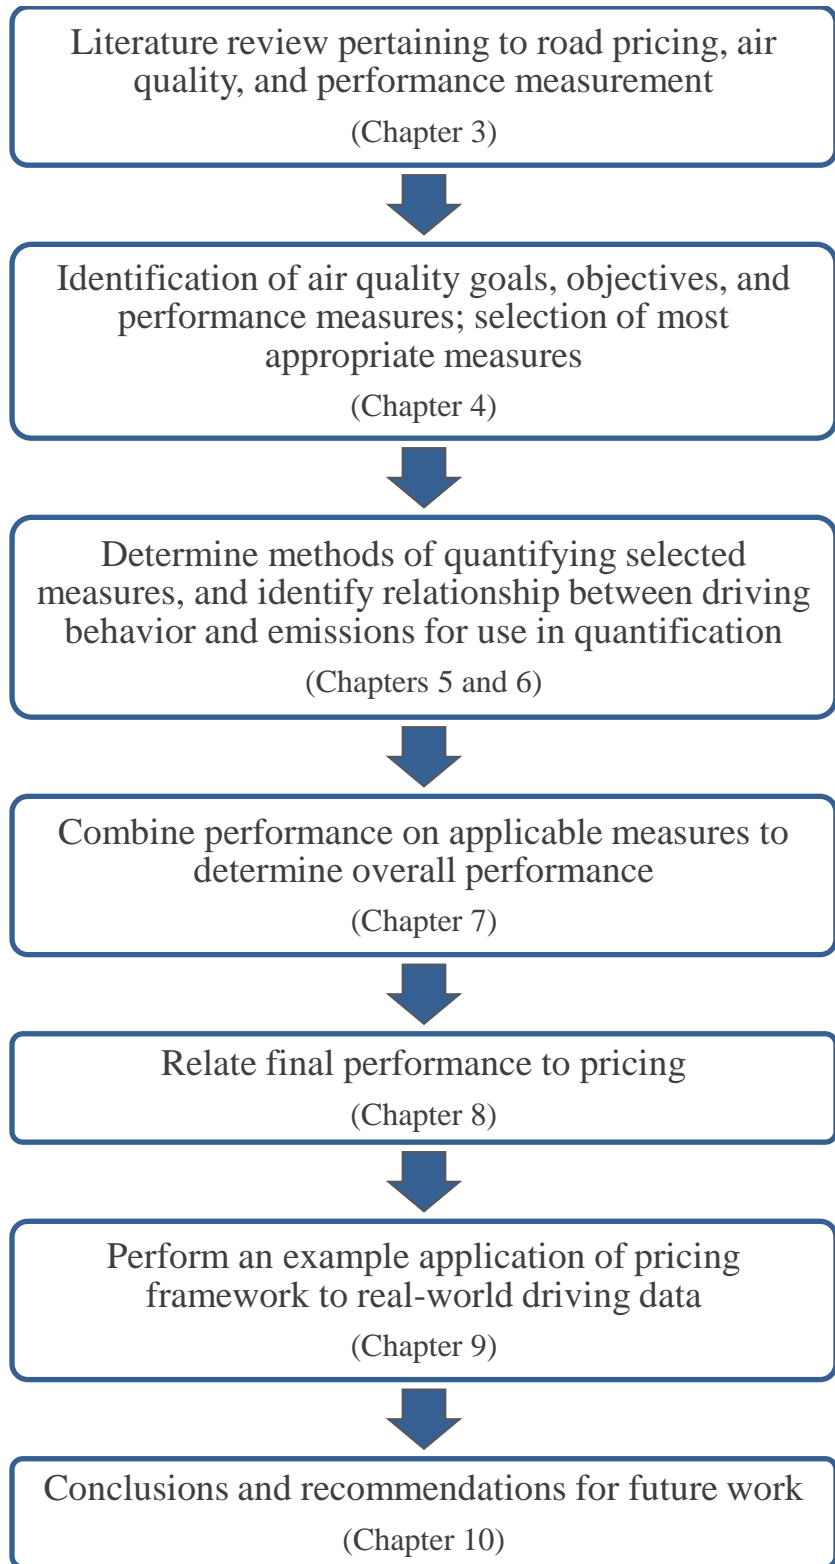 Literature review pertaining to road pricing, air
quality, and performance measurement
(Chapter 3)
Identification of air quality goals, objectives, and
performance measures; selection of most
appropriate measures
(Chapter 4)
Determine methods of quantifying selected
measures, and identify relationship between driving
behavior and emissions for use in quantification
(Chapters 5 and 6)
Combine performance on applicable measures to
determine overall performance
(Chapter 7)
Relate final performance to pricing
(Chapter 8)
Perform an example application of pricing
framework to real-world driving data
(Chapter 9)
Conclusions and recommendations for future work
(Chapter 10)